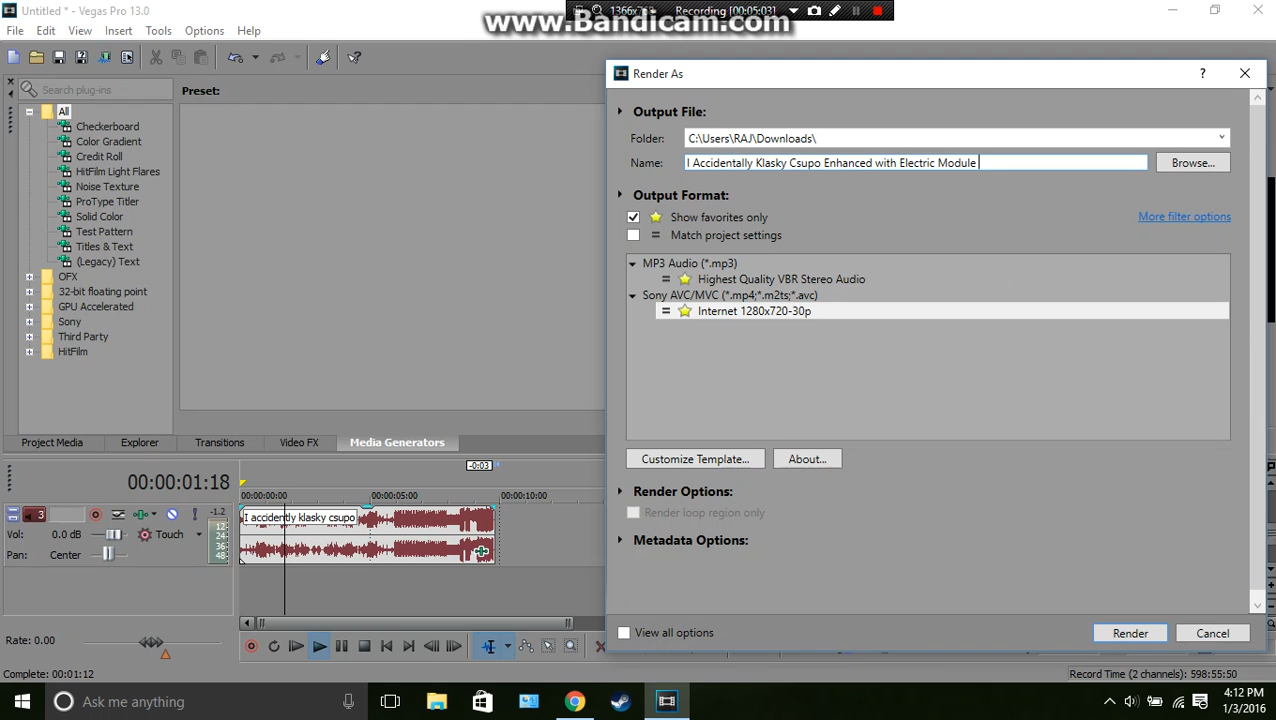 Untitled * - Vegas Pro 13.0
www.Bandicam.com
Recording [00:05:03]
File Edit View Insert Tools Options Help
Search plug-ins
Preset:
All
Checkerboard
Color Gradient
Credit Roll
HitFilm Light Flares
Noise Texture
ProType Titler
Solid Color
Test Pattern
Titles & Text
(Legacy) Text
OFX
32-bit floating point
GPU Accelerated
Sony
Third Party
HitFilm
Project Media Explorer Transitions Video FX Media Generators
Render As
Output File:
Folder: C:\Users\RAJ\Downloads\
Name: I Accidentally Klasky Csupo Enhanced with Electric Module
Browse...
Output Format:
Show favorites only
More filter options
= Match project settings
MP3 Audio (*.mp3)
= Highest Quality VBR Stereo Audio
Sony AVC/MVC (*.mp4;*.m2ts;*.avc)
= Internet 1280x720-30p
Customize Template... About...
Render Options:
Render loop region only
Metadata Options:
View all options
Render Cancel
-0:03
00:00:01:18
00:00:00:00 00:00:05:00 00:00:10:00
3
-1.2
12
24
36
48
I accidently klasky csupo
Vol: 0.0 dB Touch
Pan: Center
Rate: 0.00
Complete: 00:01:12
Record Time (2 channels): 598:55:50
Ask me anything
4:12 PM
1/3/2016